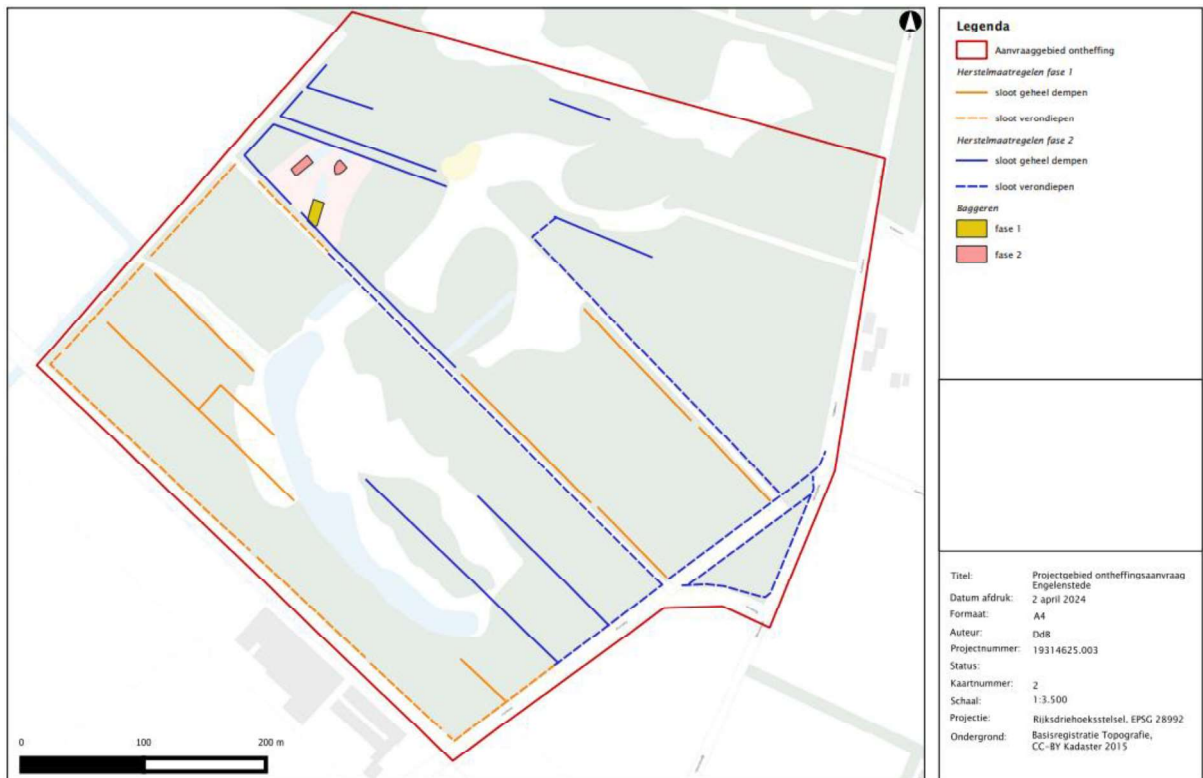 Legenda
Aanvraaggebied ontheffing
Herstelmaatregelen fase 1
sloot geheel dempen
sloot verondiepen
Herstelmaatregelen fase 2
sloot geheel dempen
sloot verondiepen
Baggeren
fase 1
fase 2
0 100 200 m
Titel: Projectgebied ontheffingsaanvraag
Engelenstede
Datum afdruk: 2 april 2024
Formaat: A4
Auteur: DdB
Projectnummer: 19314625.003
Status:
Kaartnummer: 2
Schaal: 1:3.500
Projectie: Rijksdriehoeksstelsel. EPSG 28992
Ondergrond: Basisregistratie Topografie,
CC-BY Kadaster 2015